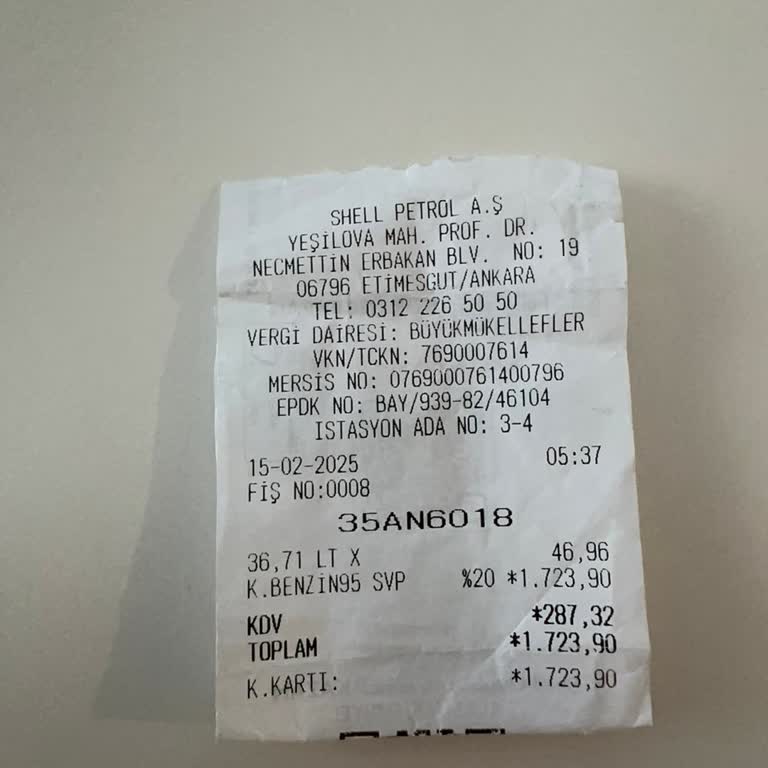 SHELL PETROL A.Ş
YEŞİLOVA MAH. PROF. DR.
NECMETTİN ERBAKAN BLV. NO: 19
06796 ETİMESGUT/ANKARA
TEL: 0312 226 50 50
VERGİ DAİRESİ: BÜYÜKMÜKELLEFLER
VKN/TCKN: 7690007614
MERSİS NO: 0769000761400796
EPDK NO: BAY/939-82/46104
ISTASYON ADA NO: 3-4
15-02-2025 05:37
FİŞ NO:0008
35AN6018
36,71 LT X 46,96
K.BENZİN95 SVP %20 *1.723,90
KDV *287,32
TOPLAM *1.723,90
K.KARTI: *1.723,90